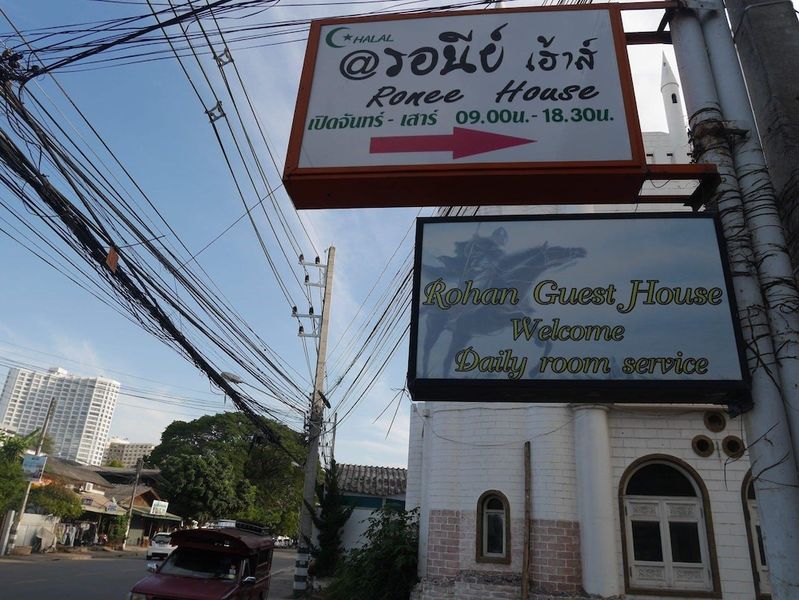 HALAL
@รอนีย์ เฮ้าส์
Ronee House
เปิดจันทร์ - เสาร์ 09.00น. - 18.30น.
Rohan Guest House
Welcome
Daily room service